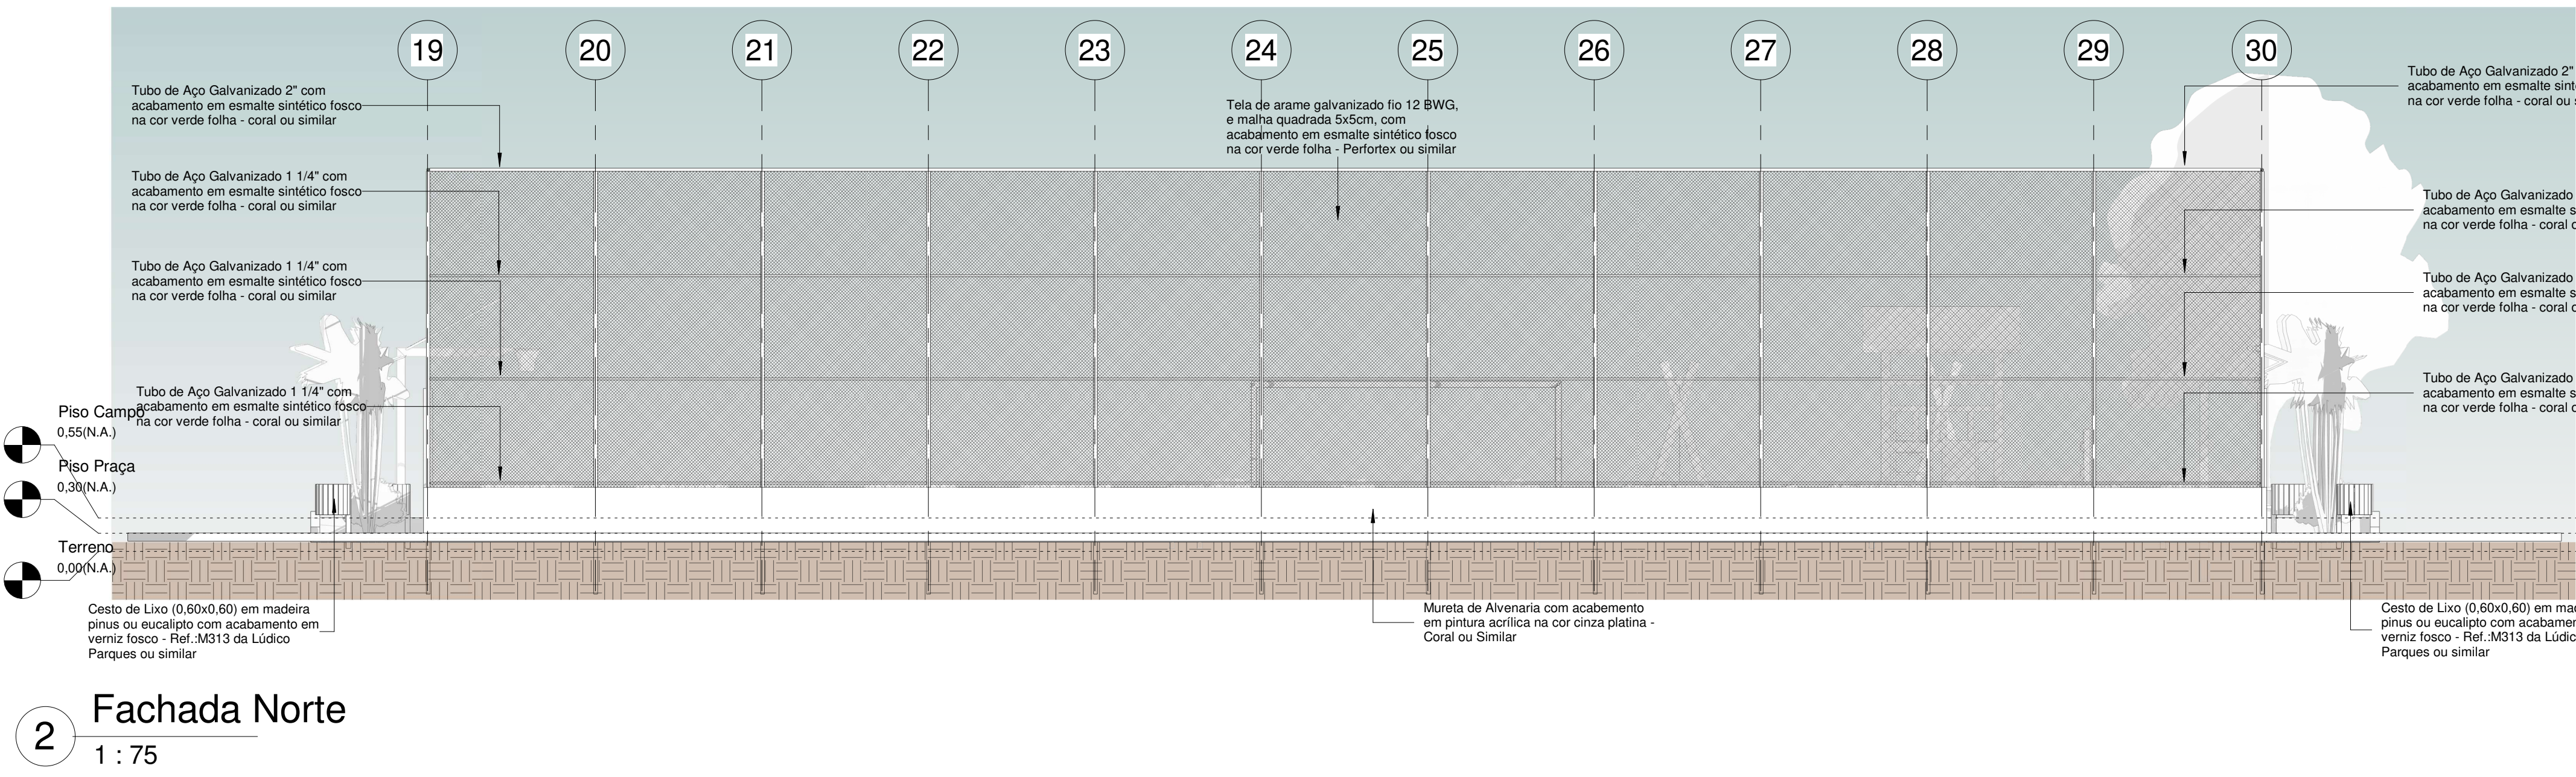 19 20 21 22 23 24 25 26 27 28 29 30
Tubo de Aço Galvanizado 2" com
acabamento em esmalte sintético fosco
na cor verde folha - coral ou similar
Tela de arame galvanizado fio 12 BWG,
e malha quadrada 5x5cm, com
acabamento em esmalte sintético fosco
na cor verde folha - Perfortex ou similar
Tubo de Aço Galvanizado 2"
acabamento em esmalte
na cor verde folha - coral ou
Tubo de Aço Galvanizado 1 1/4" com
acabamento em esmalte sintético fosco
na cor verde folha - coral ou similar
Tubo de Aço Galvanizado
acabamento em esmalte
na cor verde folha - coral
Tubo de Aço Galvanizado 1 1/4" com
acabamento em esmalte sintético fosco
na cor verde folha - coral ou similar
Tubo de Aço Galvanizado
acabamento em esmalte
na cor verde folha - coral
Tubo de Aço Galvanizado 1 1/4" com
acabamento em esmalte sintético fosco
na cor verde folha - coral ou similar
Tubo de Aço Galvanizado
acabamento em esmalte
na cor verde folha - coral
Piso Campo
0,55(N.A.)
Piso Praça
0,30(N.A.)
Terreno
0,00(N.A.)
Cesto de Lixo (0,60x0,60) em madeira
pinus ou eucalipto com acabamento em
verniz fosco - Ref.:M313 da Lúdico
Parques ou similar
Mureta de Alvenaria com acabemento
em pintura acrílica na cor cinza platina -
Coral ou Similar
Cesto de Lixo (0,60x0,60) em
pinus ou eucalipto com
verniz fosco - Ref.:M313 da
Parques ou similar
2
Fachada Norte
1 : 75